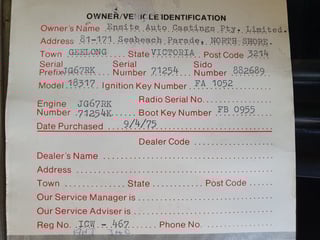 OWNER/VEHICLE IDENTIFICATION
Owner's Name Ensite Auto Castings Pty. Limited.
Address 31-171 Seabeach Parade, NORTH SHORE.
Town GEELONG State VICTORIA Post Code 3214
Serial Serial Sido
Prefix JG67RK Number 71254 Number 882689
Model 18317 Ignition Key Number FA 1052
Engine JG67RK Radio Serial No.
Number 71254K Boot Key Number FB 0955
Date Purchased 9/4/75
Dealer Code
Dealer's Name
Address
Town State Post Code
Our Service Manager is
Our Service Adviser is
Reg No. IGW - 467 Phone No.